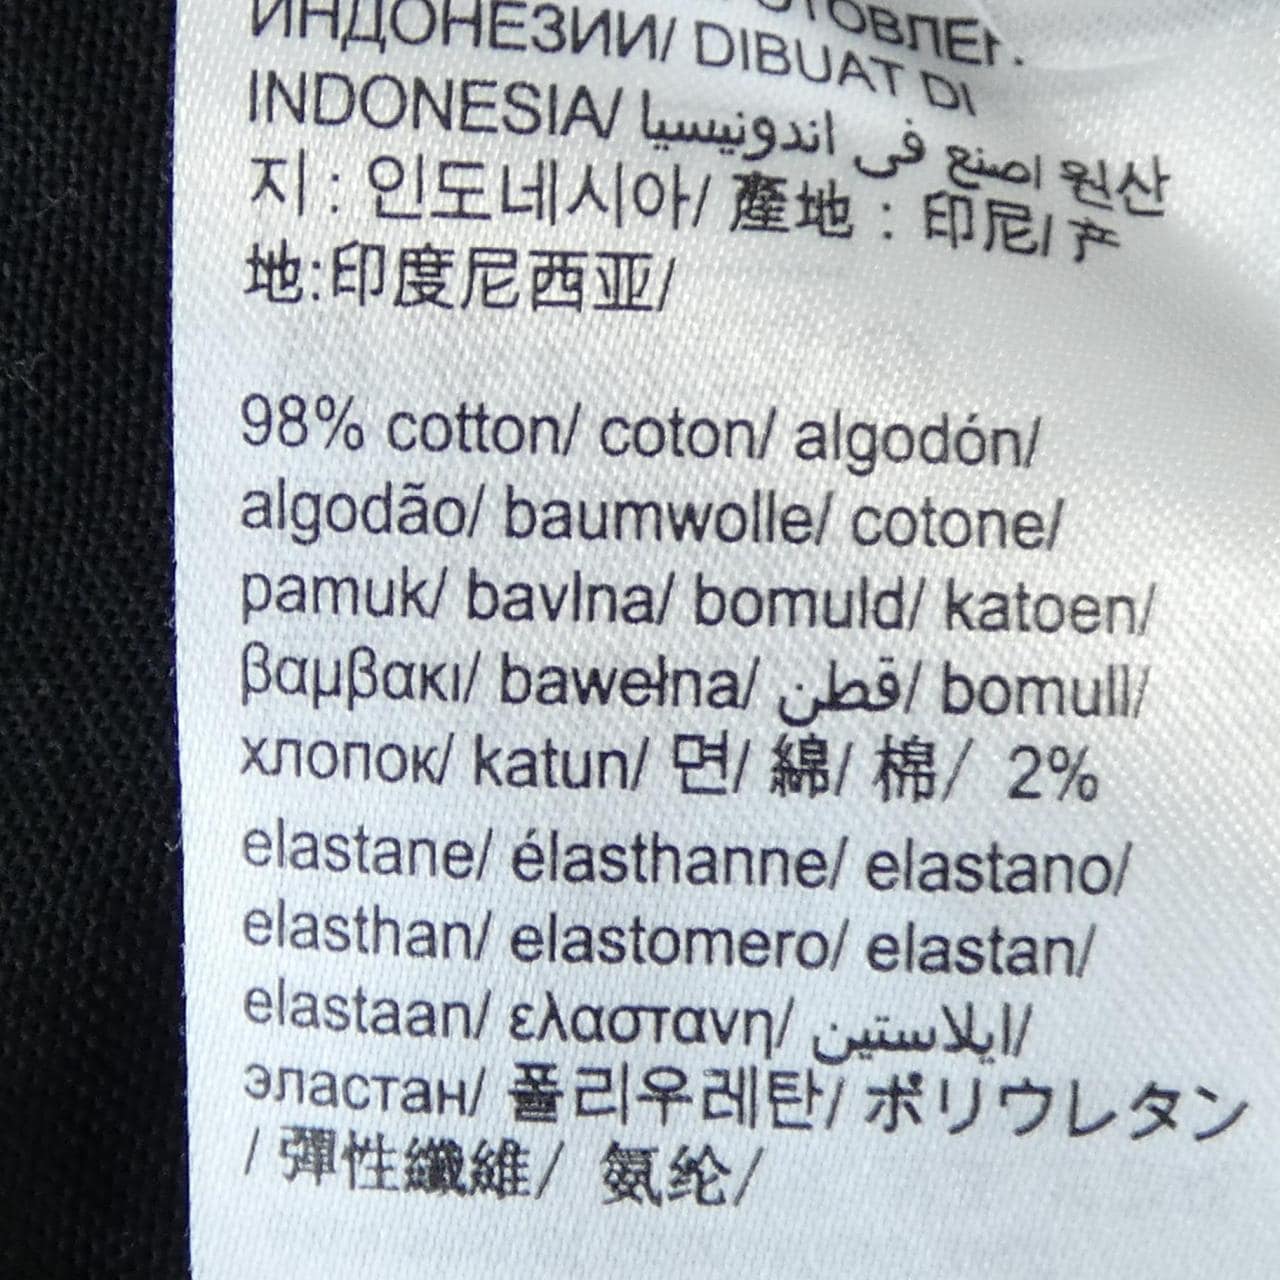 ИНДОНЕЗИИ/ DIBUAT DI
INDONESIA/ اصنع في اندونيسيا 원산
지 : 인도네시아/ 產地 : 印尼/ 产
地:印度尼西亚/
98% cotton/ coton/ algodón/
algodão/ baumwolle/ cotone/
pamuk/ bavlna/ bomuld/ katoen/
βαμβακι/ bawełna/ قطن/ bomull/
хлопок/ katun/ 면/ 綿/ 棉/ 2%
elastane/ élasthanne/ elastano/
elasthan/ elastomero/ elastan/
elastaan/ ελαστανη/ ايلاستين/
эластан/ 폴리우레탄/ ポリウレタン
/ 彈性纖維/ 氨纶/